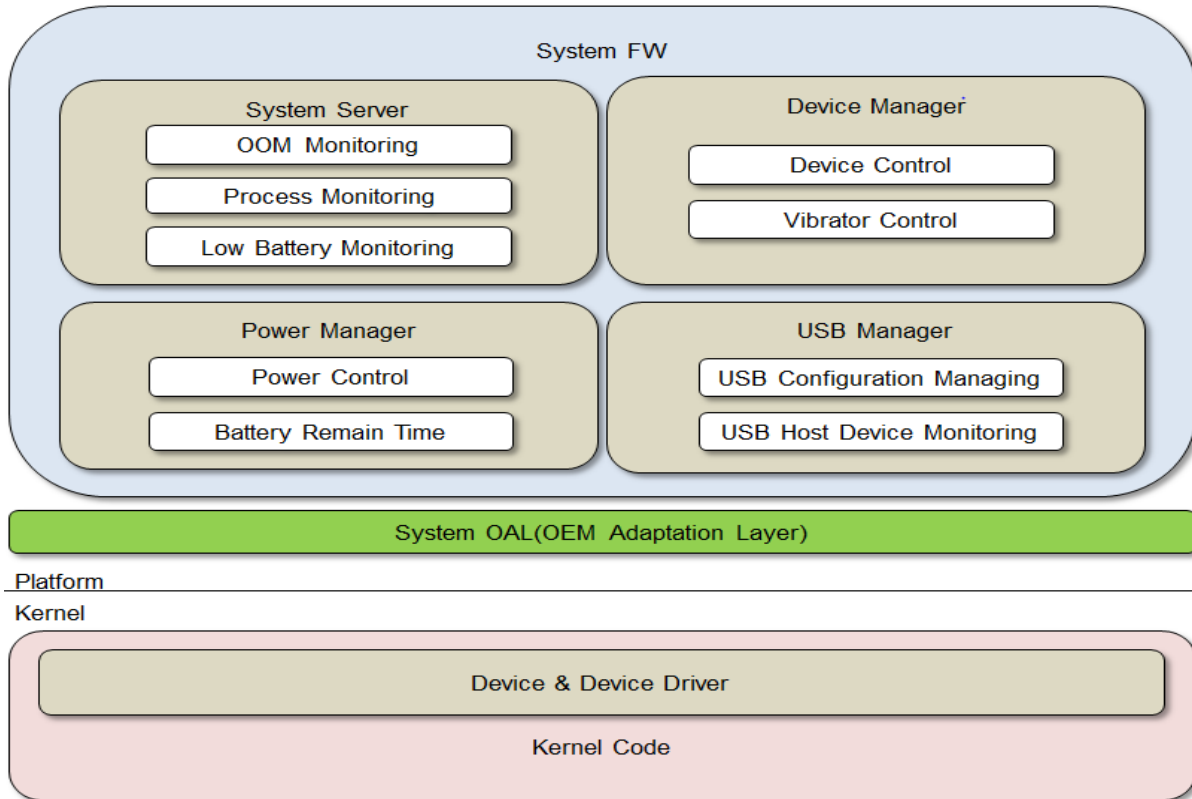 System FW
System Server
OOM Monitoring
Process Monitoring
Low Battery Monitoring
Device Manager
Device Control
Vibrator Control
Power Manager
Power Control
Battery Remain Time
USB Manager
USB Configuration Managing
USB Host Device Monitoring
System OAL(OEM Adaptation Layer)
Platform
Kernel
Device & Device Driver
Kernel Code